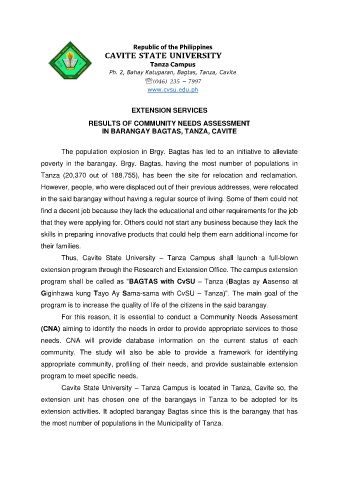 Republic of the Philippines
CAVITE STATE UNIVERSITY
Tanza Campus
Ph. 2, Bahay Katuparan, Bagtas, Tanza, Cavite
☏(046) 235 – 7997
www.cvsu.edu.ph
EXTENSION SERVICES
RESULTS OF COMMUNITY NEEDS ASSESSMENT
IN BARANGAY BAGTAS, TANZA, CAVITE
The population explosion in Brgy. Bagtas has led to an initiative to alleviate
poverty in the barangay. Brgy. Bagtas, having the most number of populations in
Tanza (20,370 out of 188,755), has been the site for relocation and reclamation.
However, people, who were displaced out of their previous addresses, were relocated
in the said barangay without having a regular source of living. Some of them could not
find a decent job because they lack the educational and other requirements for the job
that they were applying for. Others could not start any business because they lack the
skills in preparing innovative products that could help them earn additional income for
their families.
Thus, Cavite State University – Tanza Campus shall launch a full-blown
extension program through the Research and Extension Office. The campus extension
program shall be called as "BAGTAS with CvSU – Tanza (Bagtas ay Aasenso at
Giginhawa kung Tayo Ay Sama-sama with CvSU – Tanza)". The main goal of the
program is to increase the quality of life of the citizens in the said barangay.
For this reason, it is essential to conduct a Community Needs Assessment
(CNA) aiming to identify the needs in order to provide appropriate services to those
needs. CNA will provide database information on the current status of each
community. The study will also be able to provide a framework for identifying
appropriate community, profiling of their needs, and provide sustainable extension
program to meet specific needs.
Cavite State University – Tanza Campus is located in Tanza, Cavite so, the
extension unit has chosen one of the barangays in Tanza to be adopted for its
extension activities. It adopted barangay Bagtas since this is the barangay that has
the most number of populations in the Municipality of Tanza.